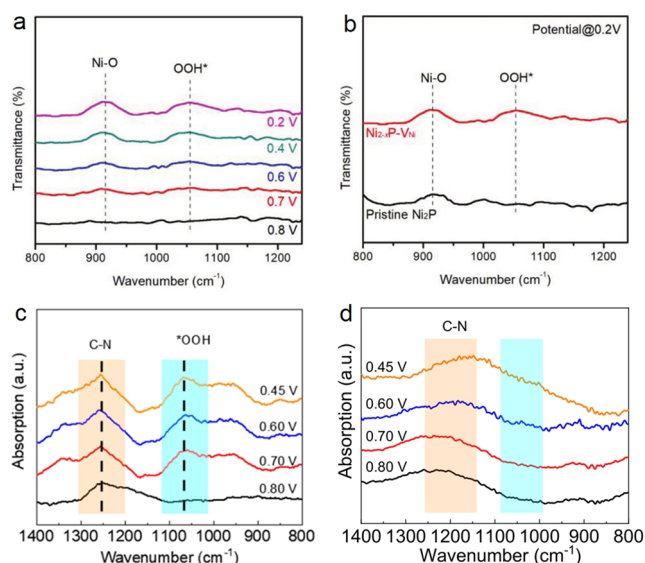 a
Ni-O
OOH*
0.2 V
0.4 V
0.6 V
0.7 V
0.8 V
Transmittance (%)
800 900 1000 1100 1200
Wavenumber (cm-1)
b
Potential@0.2V
Ni-O
OOH*
Ni2-xP-VNi
Pristine Ni2P
Transmittance (%)
800 900 1000 1100 1200
Wavenumber (cm-1)
c
C-N
*OOH
0.45 V
0.60 V
0.70 V
0.80 V
Absorption (a.u.)
1400 1300 1200 1100 1000 900 800
Wavenumber (cm-1)
d
C-N
0.45 V
0.60 V
0.70 V
0.80 V
Absorption (a.u.)
1400 1300 1200 1100 1000 900 800
Wavenumber (cm-1)